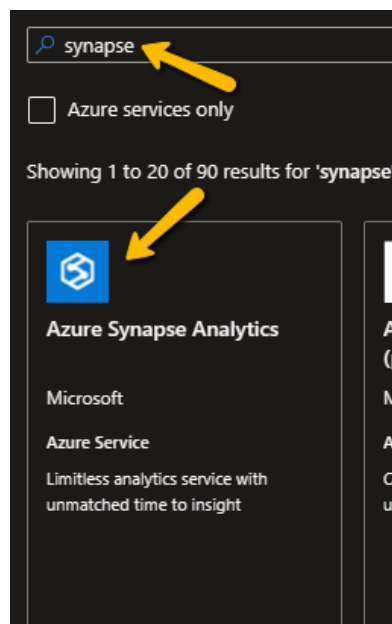 synapse
Azure services only
Showing 1 to 20 of 90 results for 'synapse'
Azure Synapse Analytics
Microsoft
Azure Service
Limitless analytics service with
unmatched time to insight